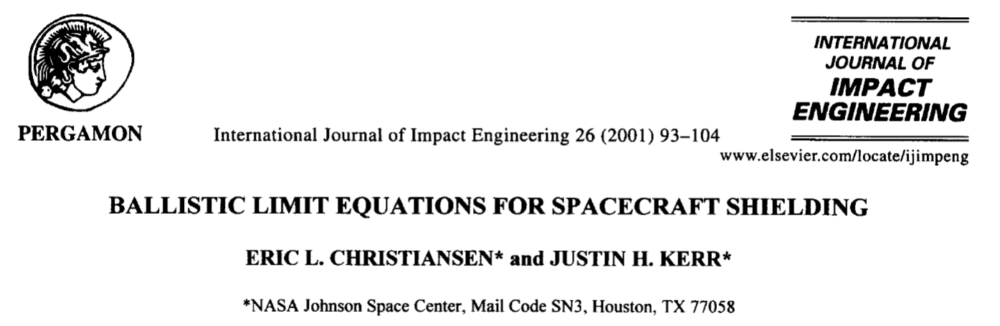 INTERNATIONAL
JOURNAL OF
IMPACT
ENGINEERING
PERGAMON
International Journal of Impact Engineering 26 (2001) 93–104
www.elsevier.com/locate/ijimpeng
BALLISTIC LIMIT EQUATIONS FOR SPACECRAFT SHIELDING
ERIC L. CHRISTIANSEN* and JUSTIN H. KERR*
*NASA Johnson Space Center, Mail Code SN3, Houston, TX 77058